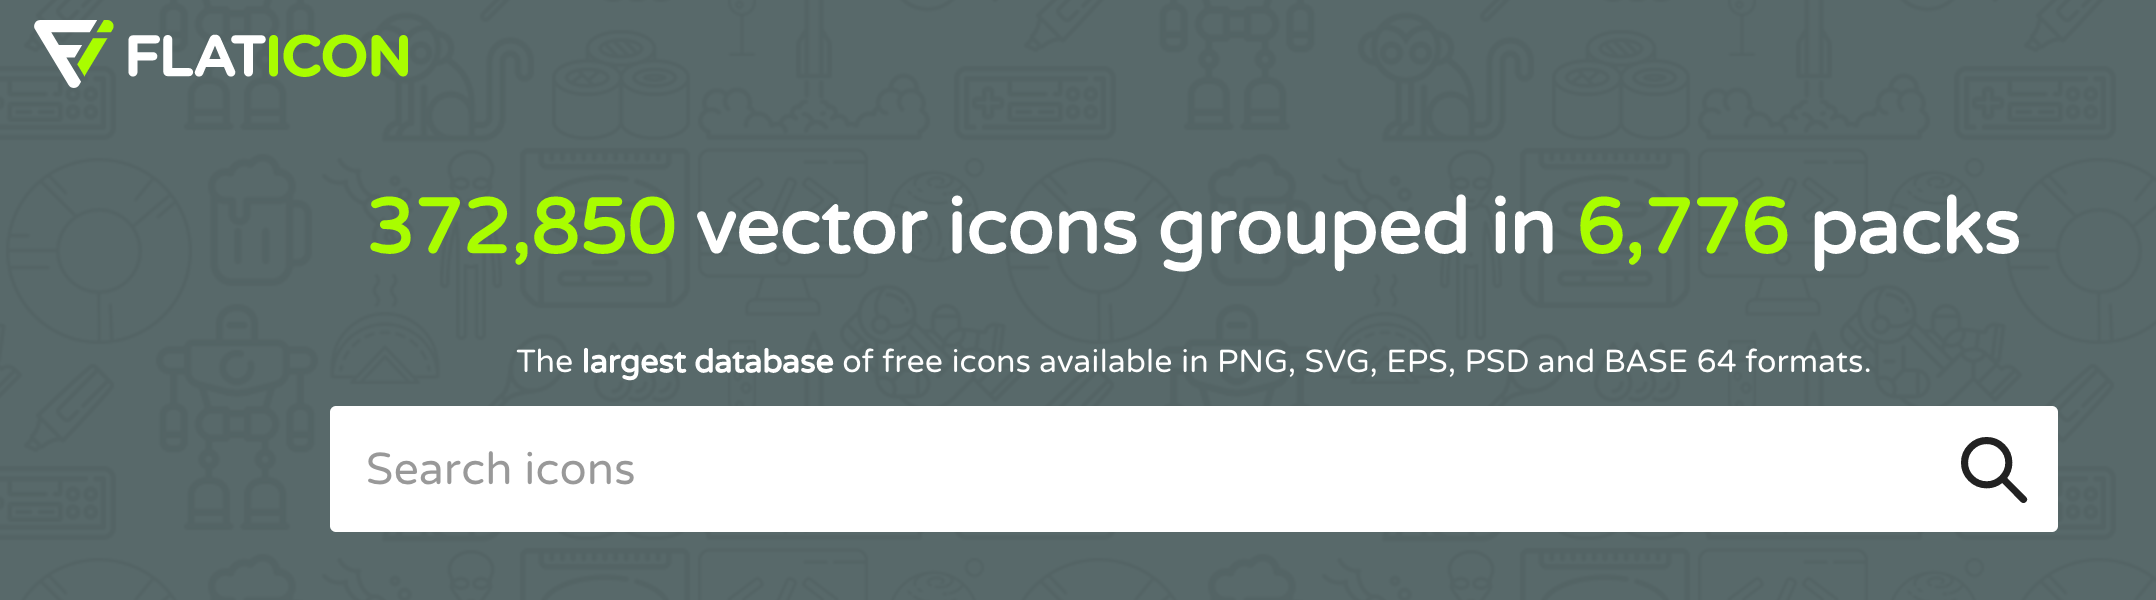 FLATICON
372,850 vector icons grouped in 6,776 packs
The largest database of free icons available in PNG, SVG, EPS, PSD and BASE 64 formats.
Search icons